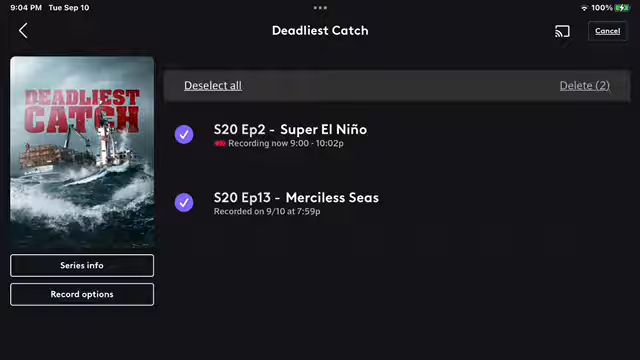 9:04 PM Tue Sep 10
100%
Deadliest Catch
Cancel
DEADLIEST
CATCH
Deselect all
Delete (2)
S20 Ep2 - Super El Niño
Recording now 9:00 - 10:02p
S20 Ep13 - Merciless Seas
Recorded on 9/10 at 7:59p
Series info
Record options